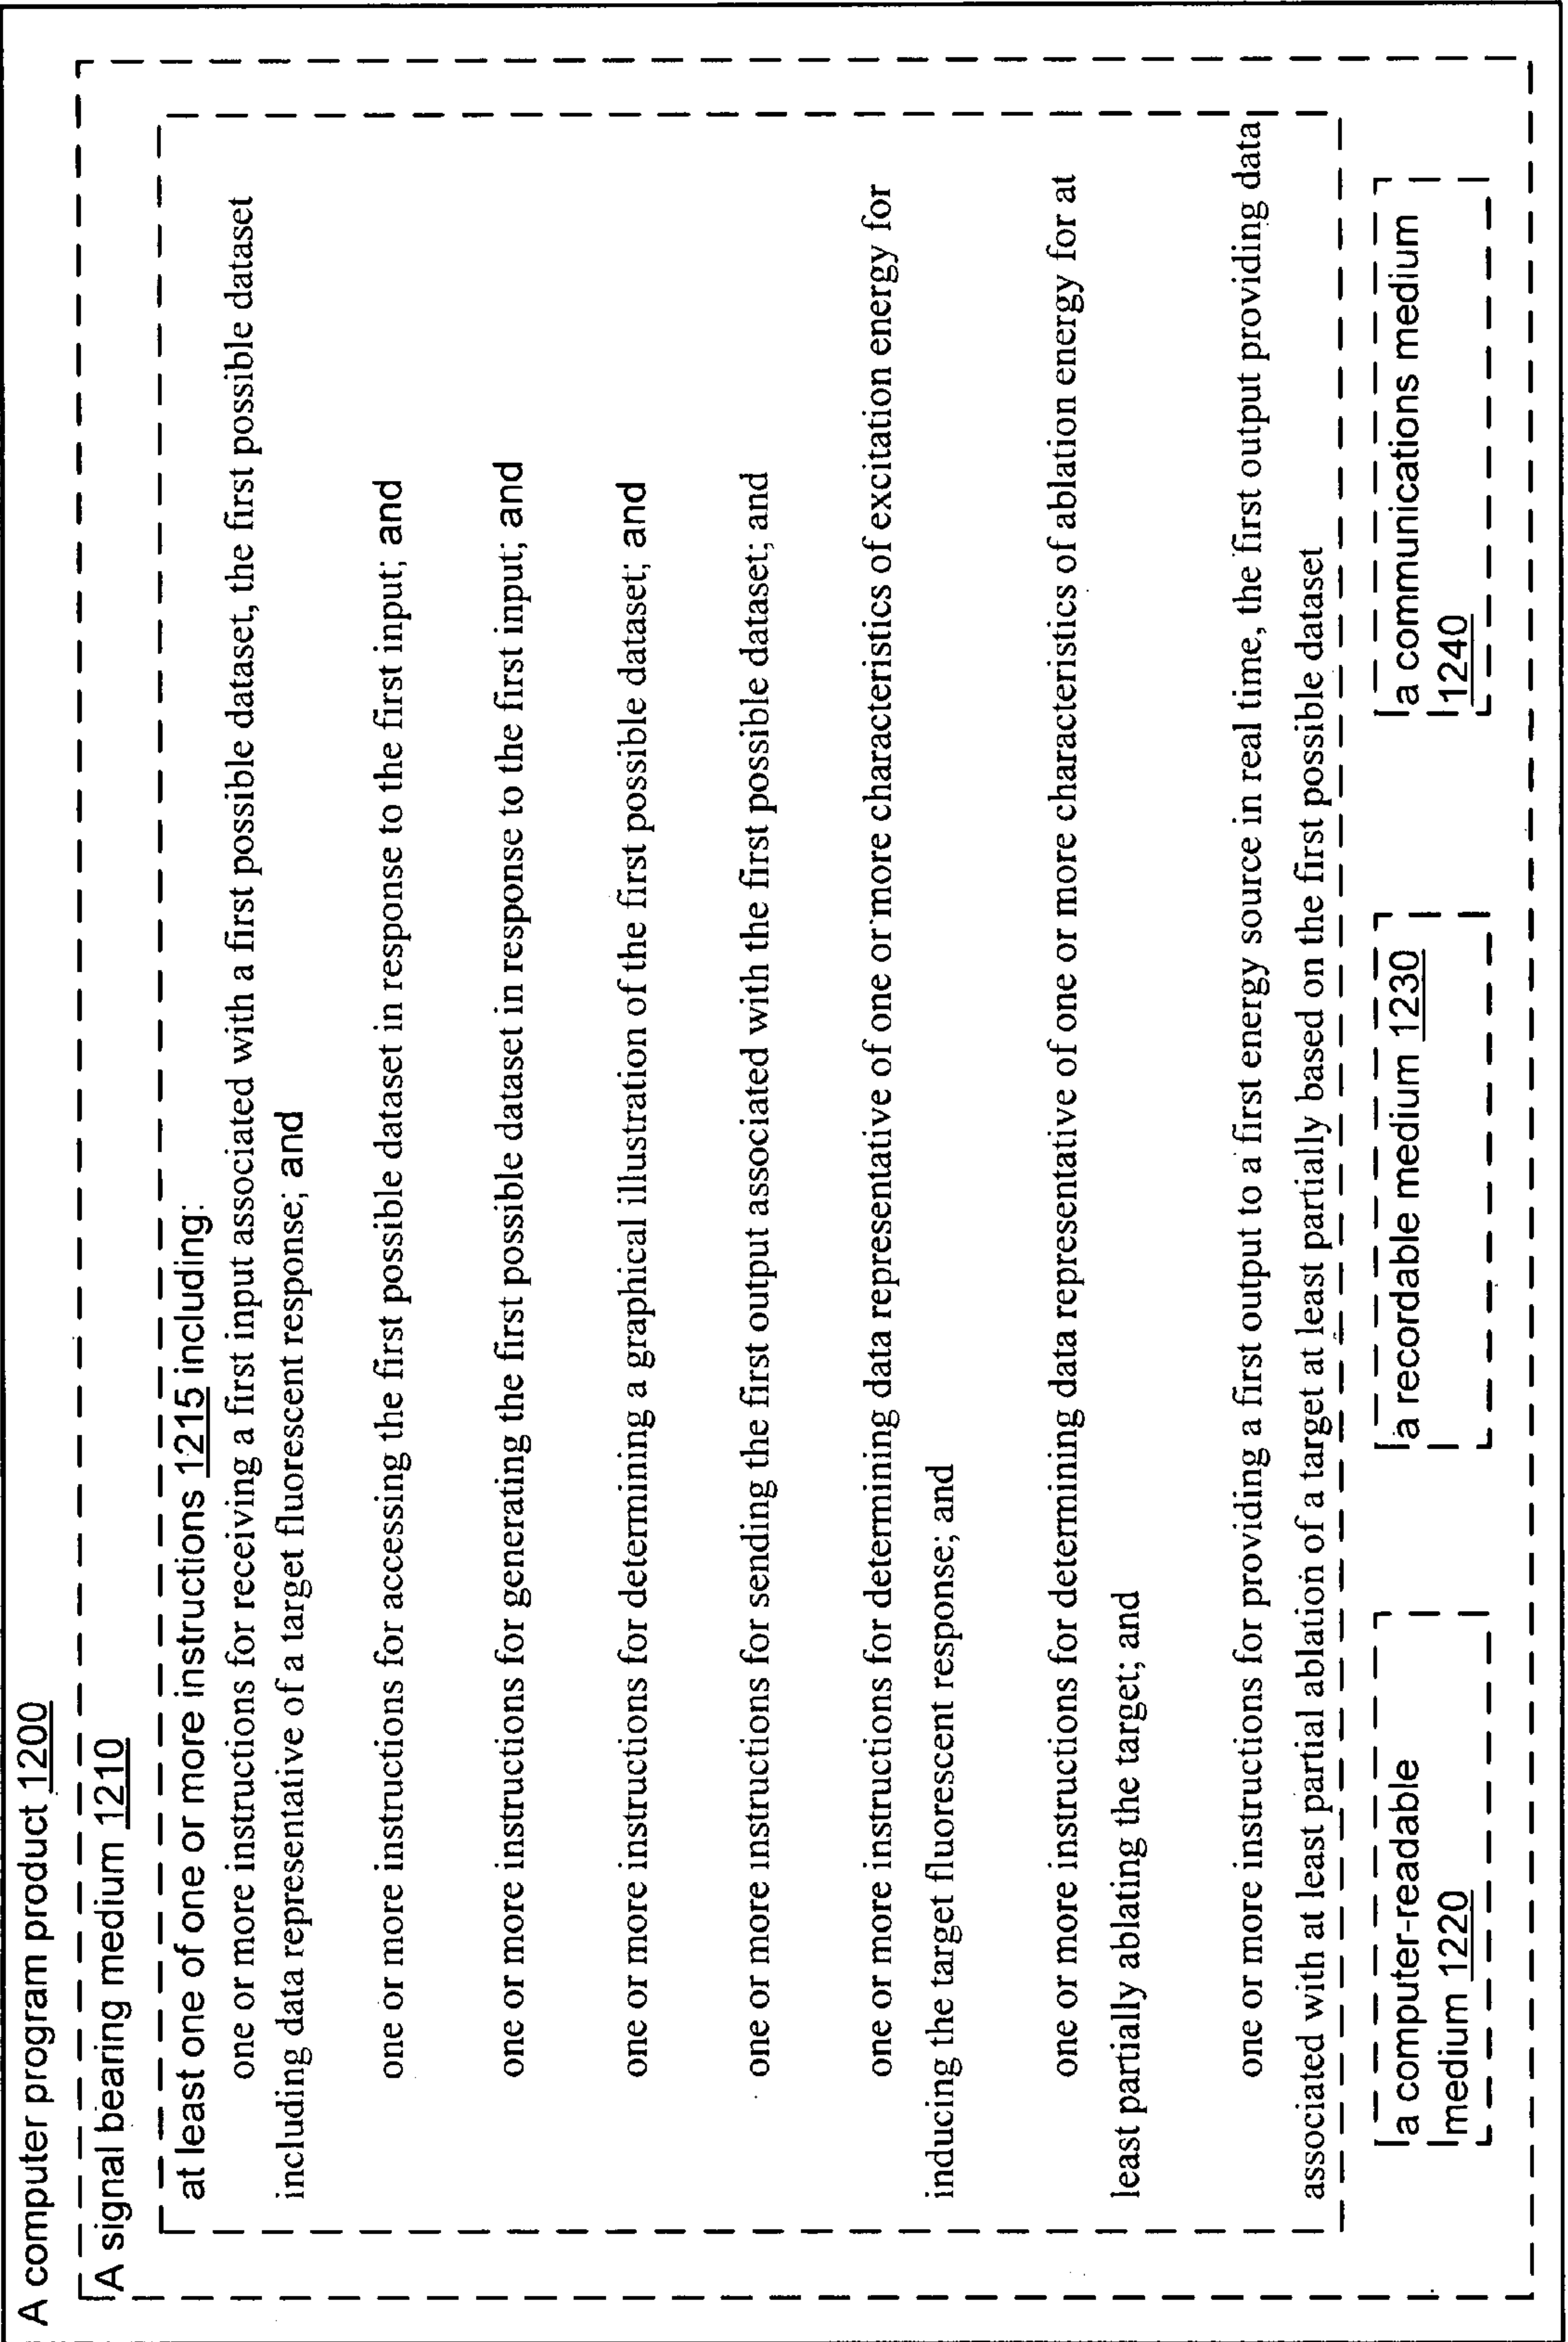 A computer program product 1200
A signal bearing medium 1210
at least one of one or more instructions 1215 including:
one or more instructions for receiving a first input associated with a first possible dataset, the first possible dataset
including data representative of a target fluorescent response; and
one or more instructions for accessing the first possible dataset in response to the first input; and
one or more instructions for generating the first possible dataset in response to the first input; and
one or more instructions for determining a graphical illustration of the first possible dataset; and
one or more instructions for sending the first output associated with the first possible dataset; and
one or more instructions for determining data representative of one or more characteristics of excitation energy for
inducing the target fluorescent response; and
one or more instructions for determining data representative of one or more characteristics of ablation energy for at
least partially ablating the target; and
one or more instructions for providing a first output to a first energy source in real time, the first output providing data
associated with at least partial ablation of a target at least partially based on the first possible dataset
a computer-readable
medium 1220
a recordable medium 1230
a communications medium
1240